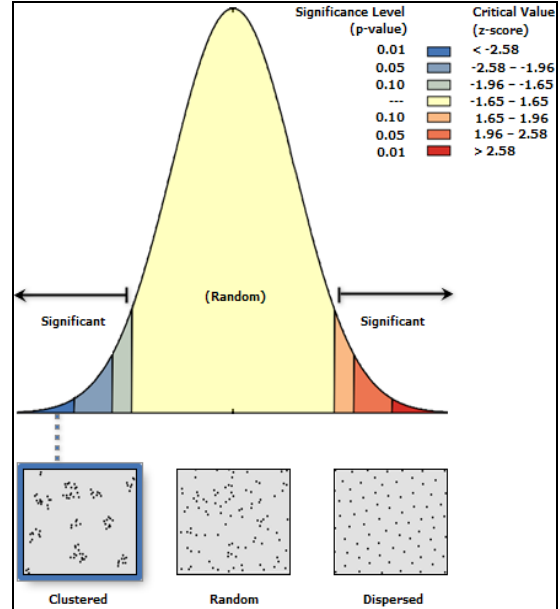 Significance Level Critical Value
(p-value) (z-score)
0.01 < -2.58
0.05 -2.58 – -1.96
0.10 -1.96 – -1.65
--- -1.65 – 1.65
0.10 1.65 – 1.96
0.05 1.96 – 2.58
0.01 > 2.58
(Random)
Significant Significant
Clustered Random Dispersed